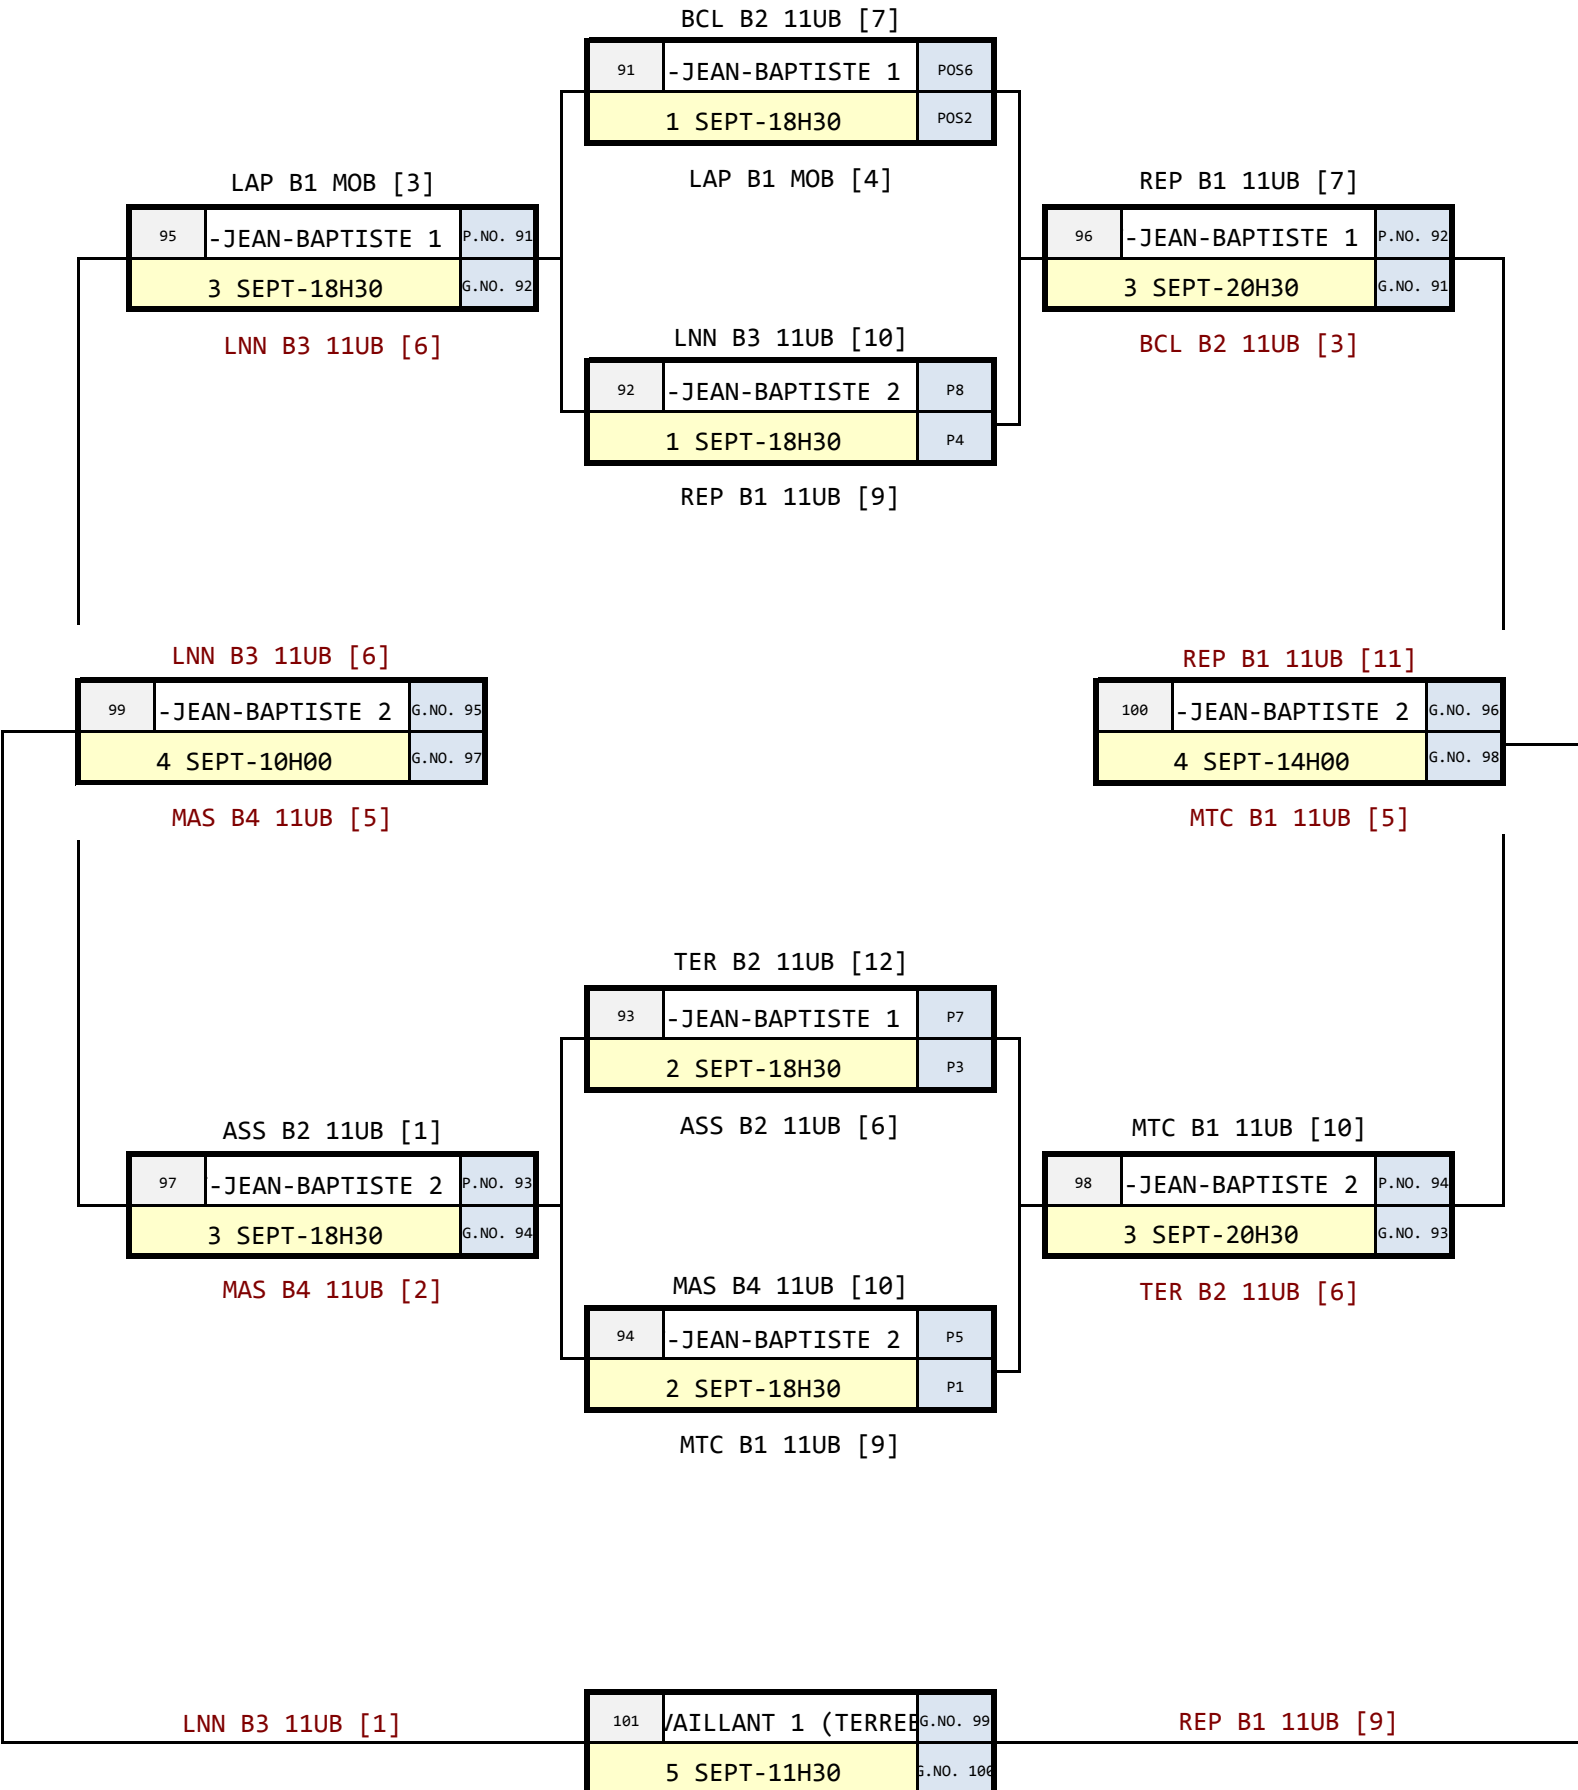 BCL B2 11UB [7]
91 -JEAN-BAPTISTE 1 POS6
1 SEPT-18H30 POS2
LAP B1 MOB [4]
LAP B1 MOB [3]
95 -JEAN-BAPTISTE 1 P.NO. 91
3 SEPT-18H30 G.NO. 92
LNN B3 11UB [6]
REP B1 11UB [7]
96 -JEAN-BAPTISTE 1 P.NO. 92
3 SEPT-20H30 G.NO. 91
BCL B2 11UB [3]
LNN B3 11UB [10]
92 -JEAN-BAPTISTE 2 P8
1 SEPT-18H30 P4
REP B1 11UB [9]
LNN B3 11UB [6]
99 -JEAN-BAPTISTE 2 G.NO. 95
4 SEPT-10H00 G.NO. 97
MAS B4 11UB [5]
REP B1 11UB [11]
100 -JEAN-BAPTISTE 2 G.NO. 96
4 SEPT-14H00 G.NO. 98
MTC B1 11UB [5]
TER B2 11UB [12]
93 -JEAN-BAPTISTE 1 P7
2 SEPT-18H30 P3
ASS B2 11UB [6]
ASS B2 11UB [1]
97 -JEAN-BAPTISTE 2 P.NO. 93
3 SEPT-18H30 G.NO. 94
MAS B4 11UB [2]
MTC B1 11UB [10]
98 -JEAN-BAPTISTE 2 P.NO. 94
3 SEPT-20H30 G.NO. 93
TER B2 11UB [6]
MAS B4 11UB [10]
94 -JEAN-BAPTISTE 2 P5
2 SEPT-18H30 P1
MTC B1 11UB [9]
LNN B3 11UB [1]
101 VAILLANT 1 (TERREB G.NO. 99
5 SEPT-11H30 G.NO. 100
REP B1 11UB [9]